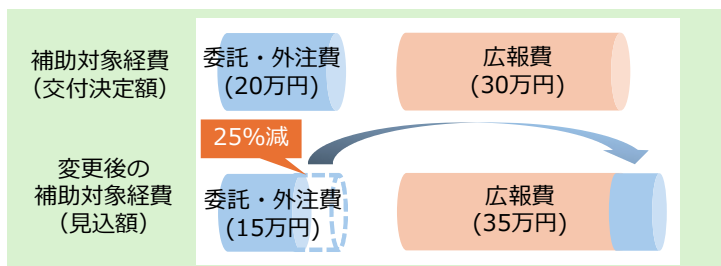 補助対象経費
（交付決定額）
委託・外注費
(20万円)
広報費
(30万円)
25%減
変更後の
補助対象経費
（見込額）
委託・外注費
(15万円)
広報費
(35万円)